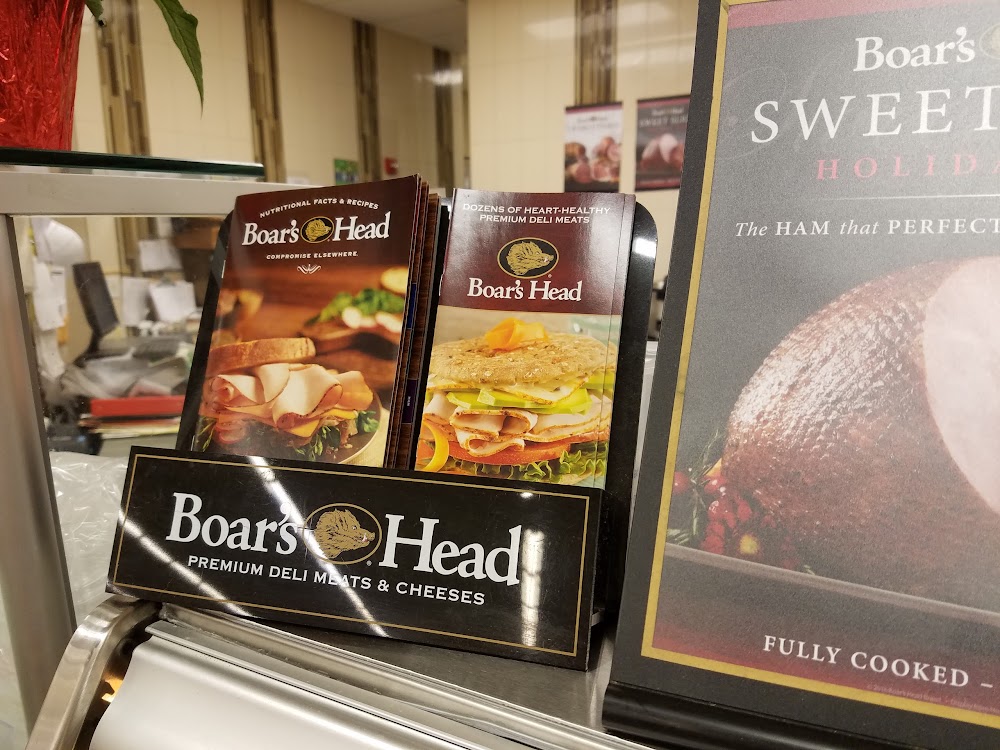 NUTRITIONAL FACTS & RECIPES
Boar's Head
COMPROMISE ELSEWHERE.
DOZENS OF HEART-HEALTHY
PREMIUM DELI MEATS
Boar's Head
Boar's Head
PREMIUM DELI MEATS & CHEESES
Boar's
SWEET
HOLID
The HAM that PERFECT
FULLY COOKED –